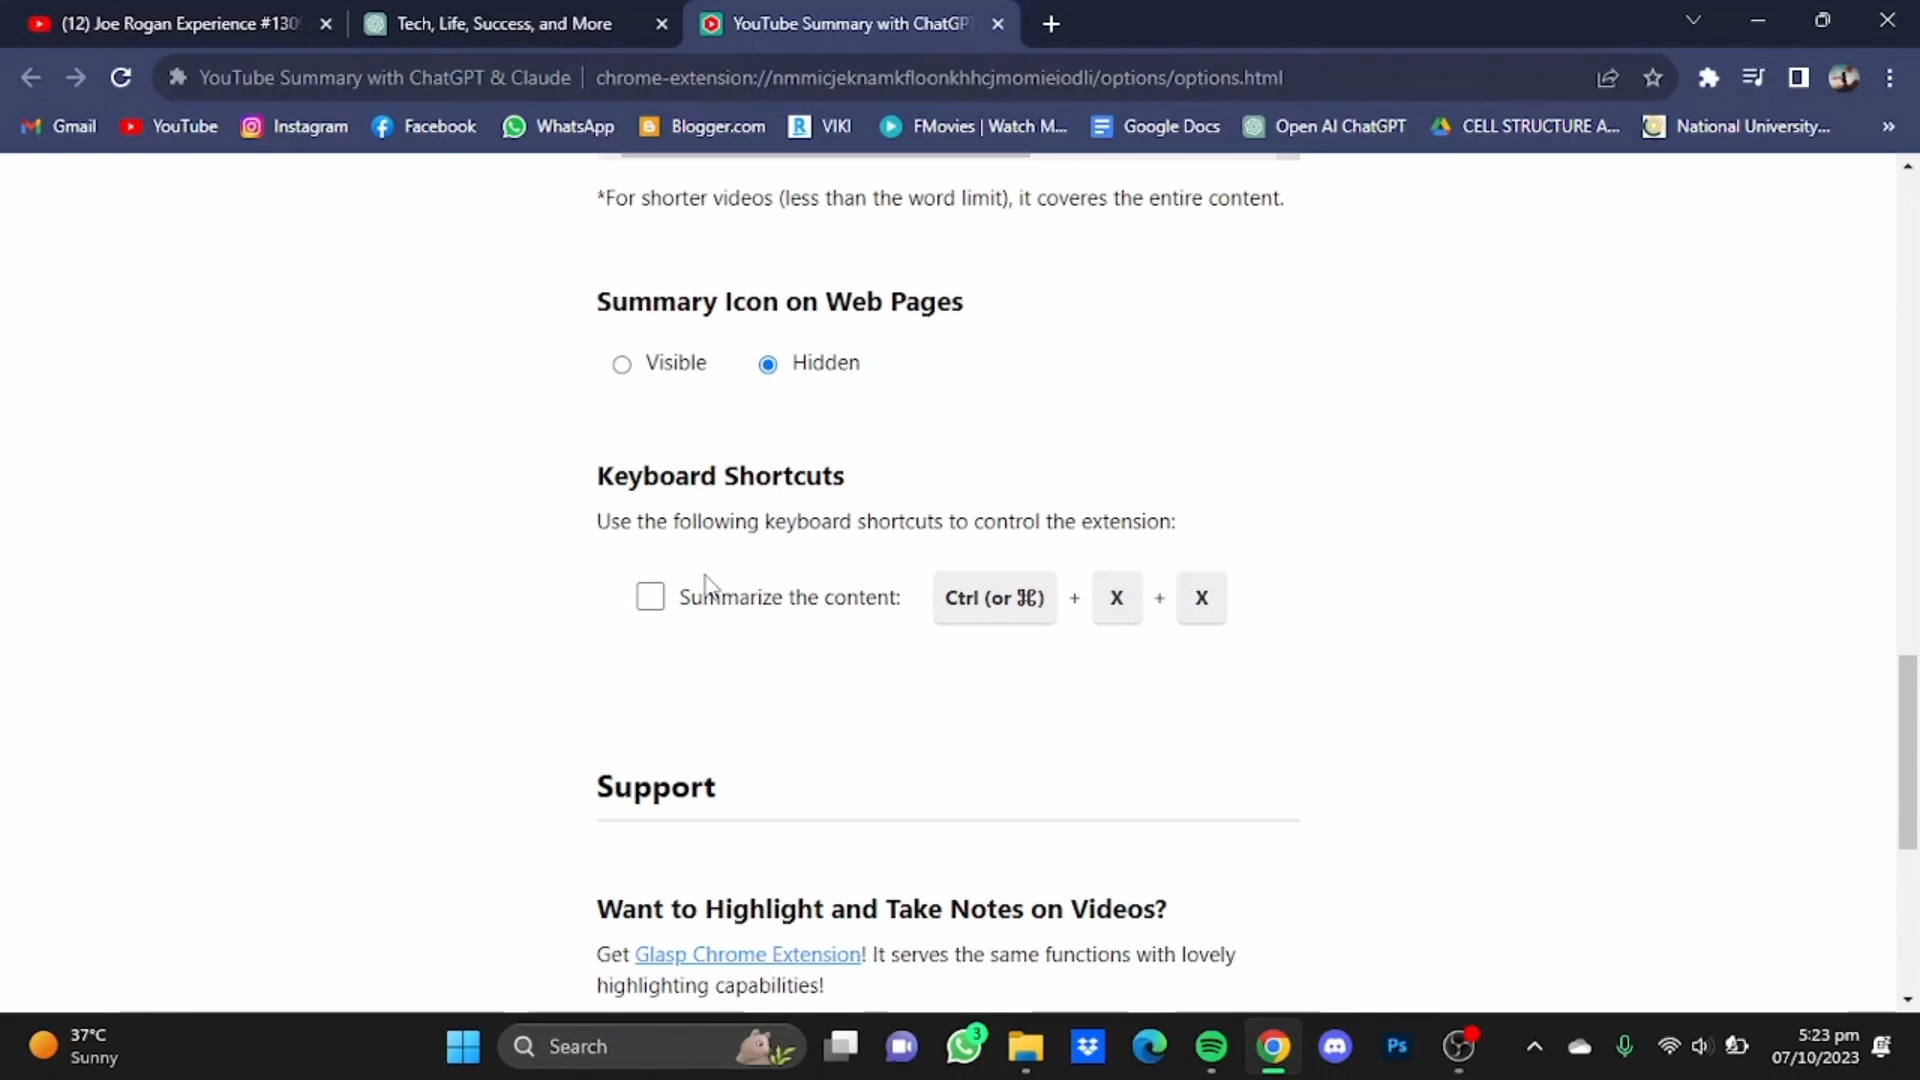 (12) Joe Rogan Experience #130
Tech, Life, Success, and More
YouTube Summary with ChatGP
YouTube Summary with ChatGPT & Claude
chrome-extension://nmmicjeknamkfloonkhhcjmomieiodli/options/options.html
Gmail
YouTube
Instagram
Facebook
WhatsApp
Blogger.com
VIKI
FMovies | Watch M...
Google Docs
Open AI ChatGPT
CELL STRUCTURE A...
National University...
»
*For shorter videos (less than the word limit), it coveres the entire content.
Summary Icon on Web Pages
Visible
Hidden
Keyboard Shortcuts
Use the following keyboard shortcuts to control the extension:
Summarize the content: Ctrl (or ⌘) + X + X
Support
Want to Highlight and Take Notes on Videos?
Get Glasp Chrome Extension! It serves the same functions with lovely
highlighting capabilities!
37°C
Sunny
Search
3
Ps
5:23 pm
07/10/2023